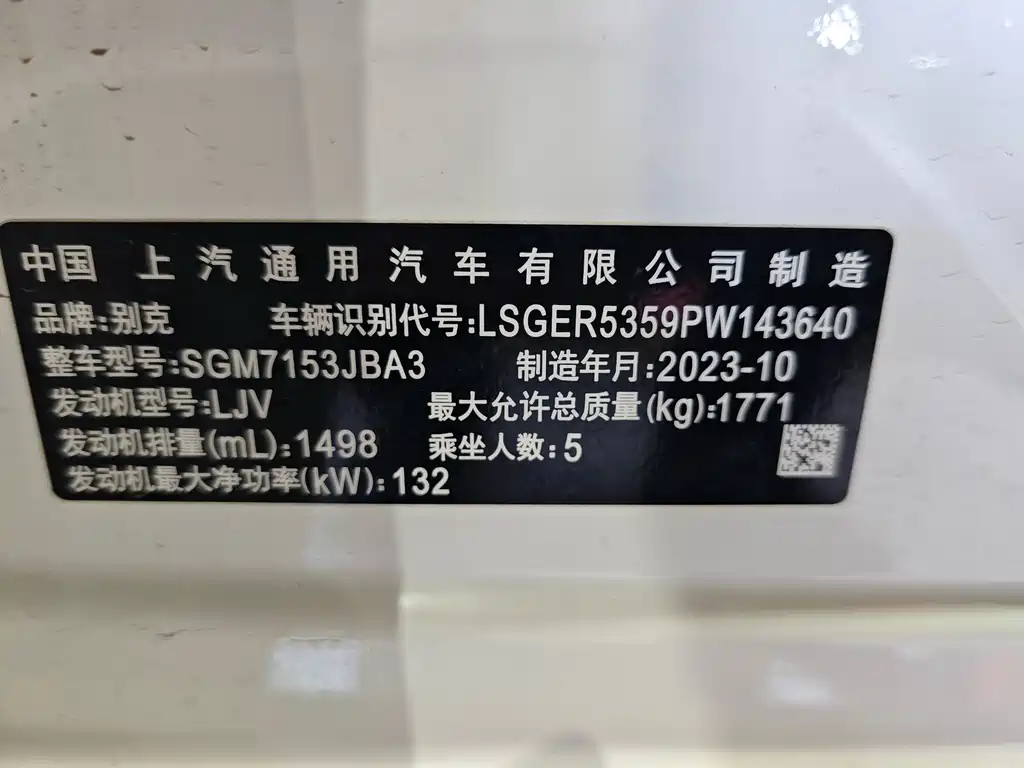 中国 上汽通用汽车有限公司制造
品牌:别克 车辆识别代号:LSGER5359PW143640
整车型号:SGM7153JBA3 制造年月:2023-10
发动机型号:LJV 最大允许总质量(kg):1771
发动机排量(mL):1498 乘坐人数:5
发动机最大净功率(kW):132